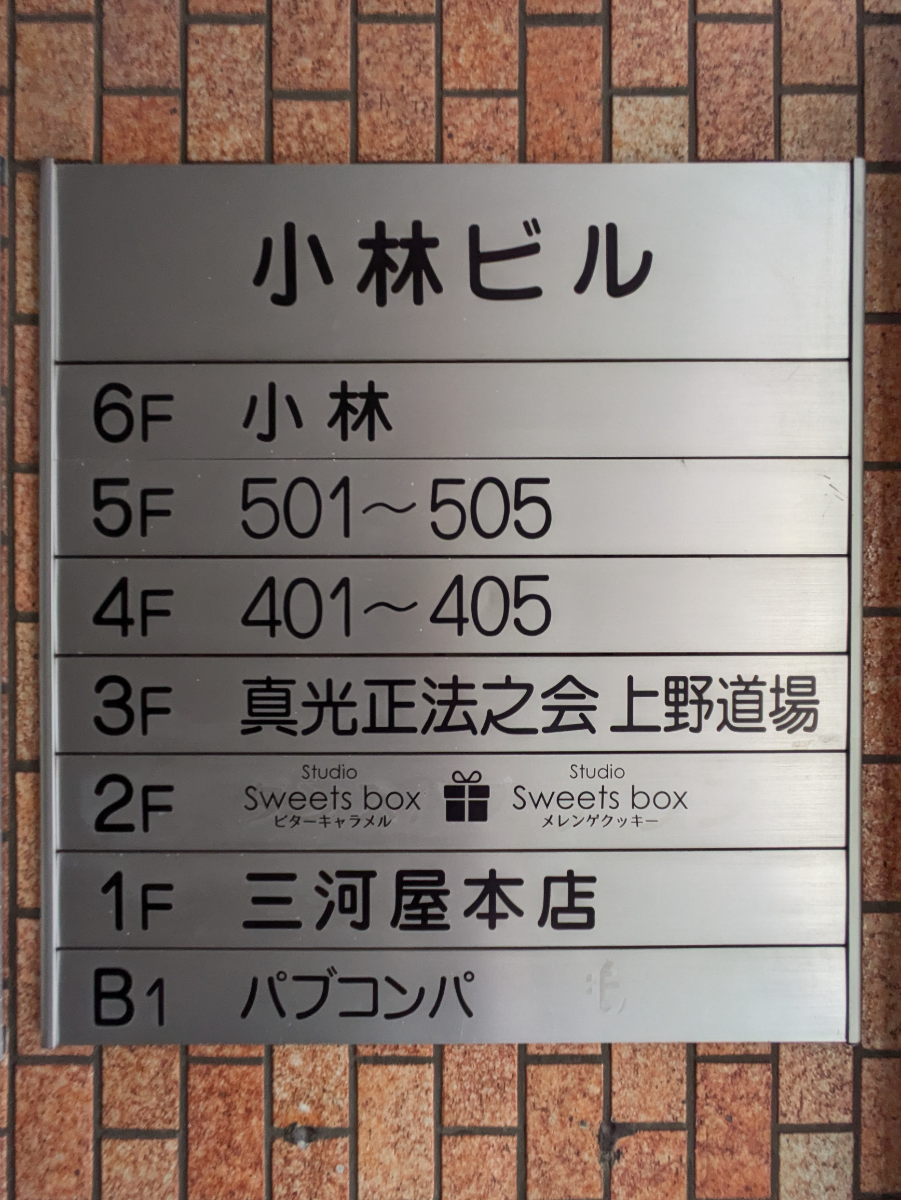 小林ビル
6F 小林
5F 501～505
4F 401～405
3F 真光正法之会 上野道場
2F Studio Sweets box ビターキャラメル Studio Sweets box メレンゲクッキー
1F 三河屋本店
B1 パブコンパ